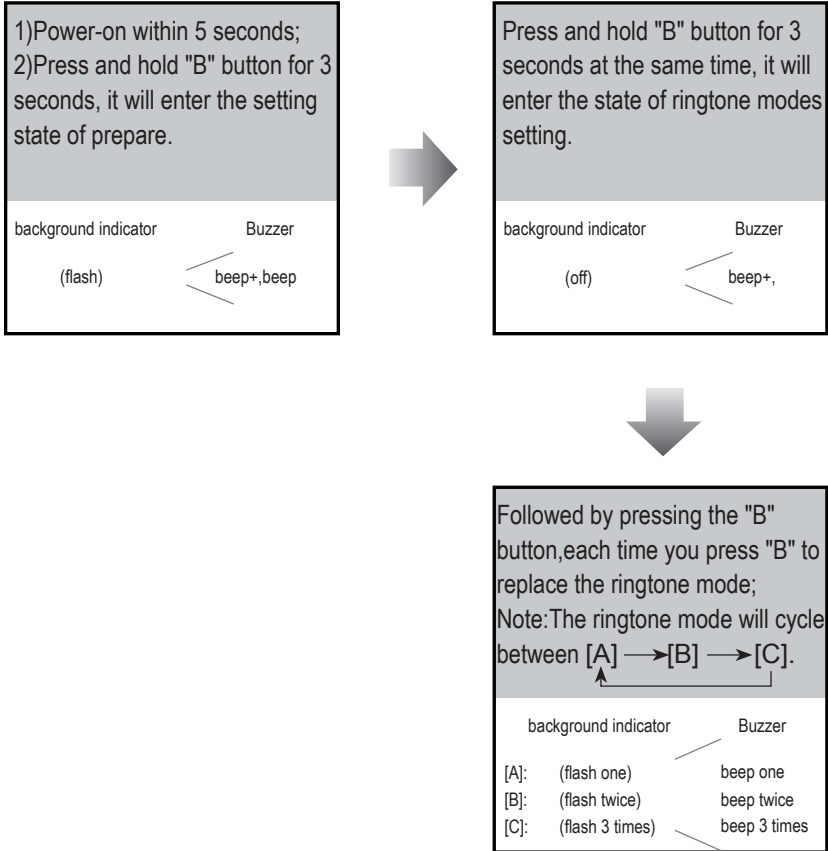 1)Power-on within 5 seconds;
2)Press and hold "B" button for 3
seconds, it will enter the setting
state of prepare.
background indicator Buzzer
(flash) beep+,beep
Press and hold "B" button for 3
seconds at the same time, it will
enter the state of ringtone modes
setting.
background indicator Buzzer
(off) beep+,
Followed by pressing the "B"
button,each time you press "B" to
replace the ringtone mode;
Note:The ringtone mode will cycle
between [A] [B] [C].
background indicator Buzzer
[A]: (flash one) beep one
[B]: (flash twice) beep twice
[C]: (flash 3 times) beep 3 times